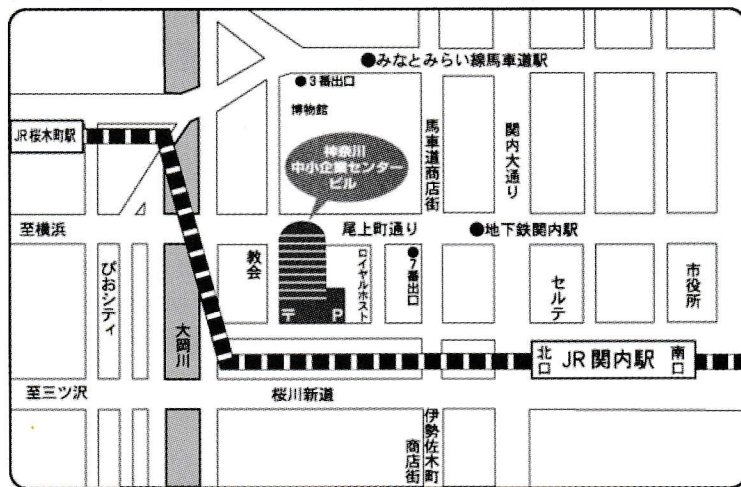 ●みなとみらい線馬車道駅
●3番出口
博物館
JR桜木町駅
神奈川
中小企業センター
ビル
馬車道商店街
関内大通り
至横浜
尾上町通り
●地下鉄関内駅
ぴおシティ
大岡川
教会
ロイヤルホスト
●7番出口
セルテ
市役所
〒
P
北口
JR関内駅
南口
至三ツ沢
桜川新道
伊勢佐木町
商店街